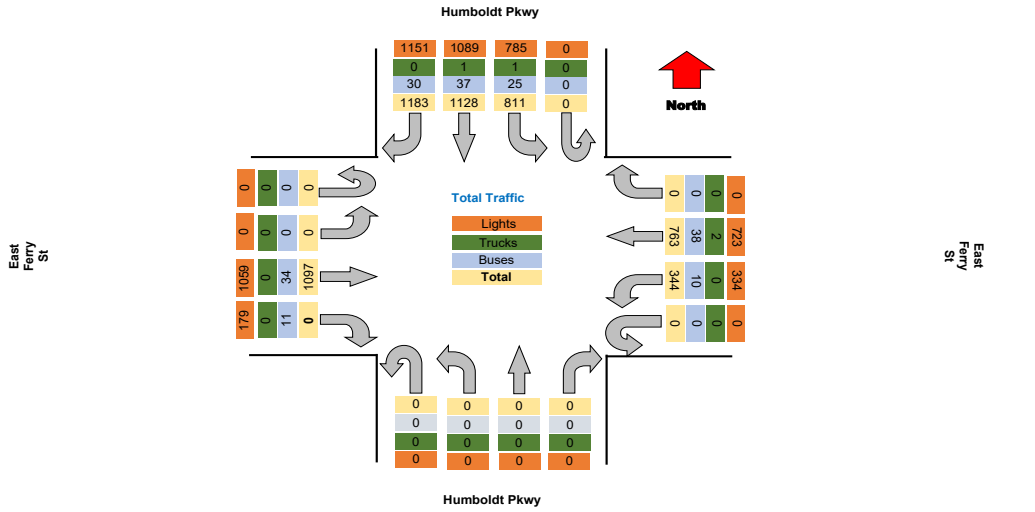 Humboldt Pkwy
1151 1089 785 0
0 1 1 0
30 37 25 0
1183 1128 811 0
North
0 0 0 0
0 0 0 0
1059 0 34 1097
179 0 11 0
East
Ferry
St
Total Traffic
Lights
Trucks
Buses
Total
0 0 0 0
763 38 2 723
344 10 0 334
0 0 0 0
East
Ferry
St
0 0 0 0
0 0 0 0
0 0 0 0
0 0 0 0
Humboldt Pkwy